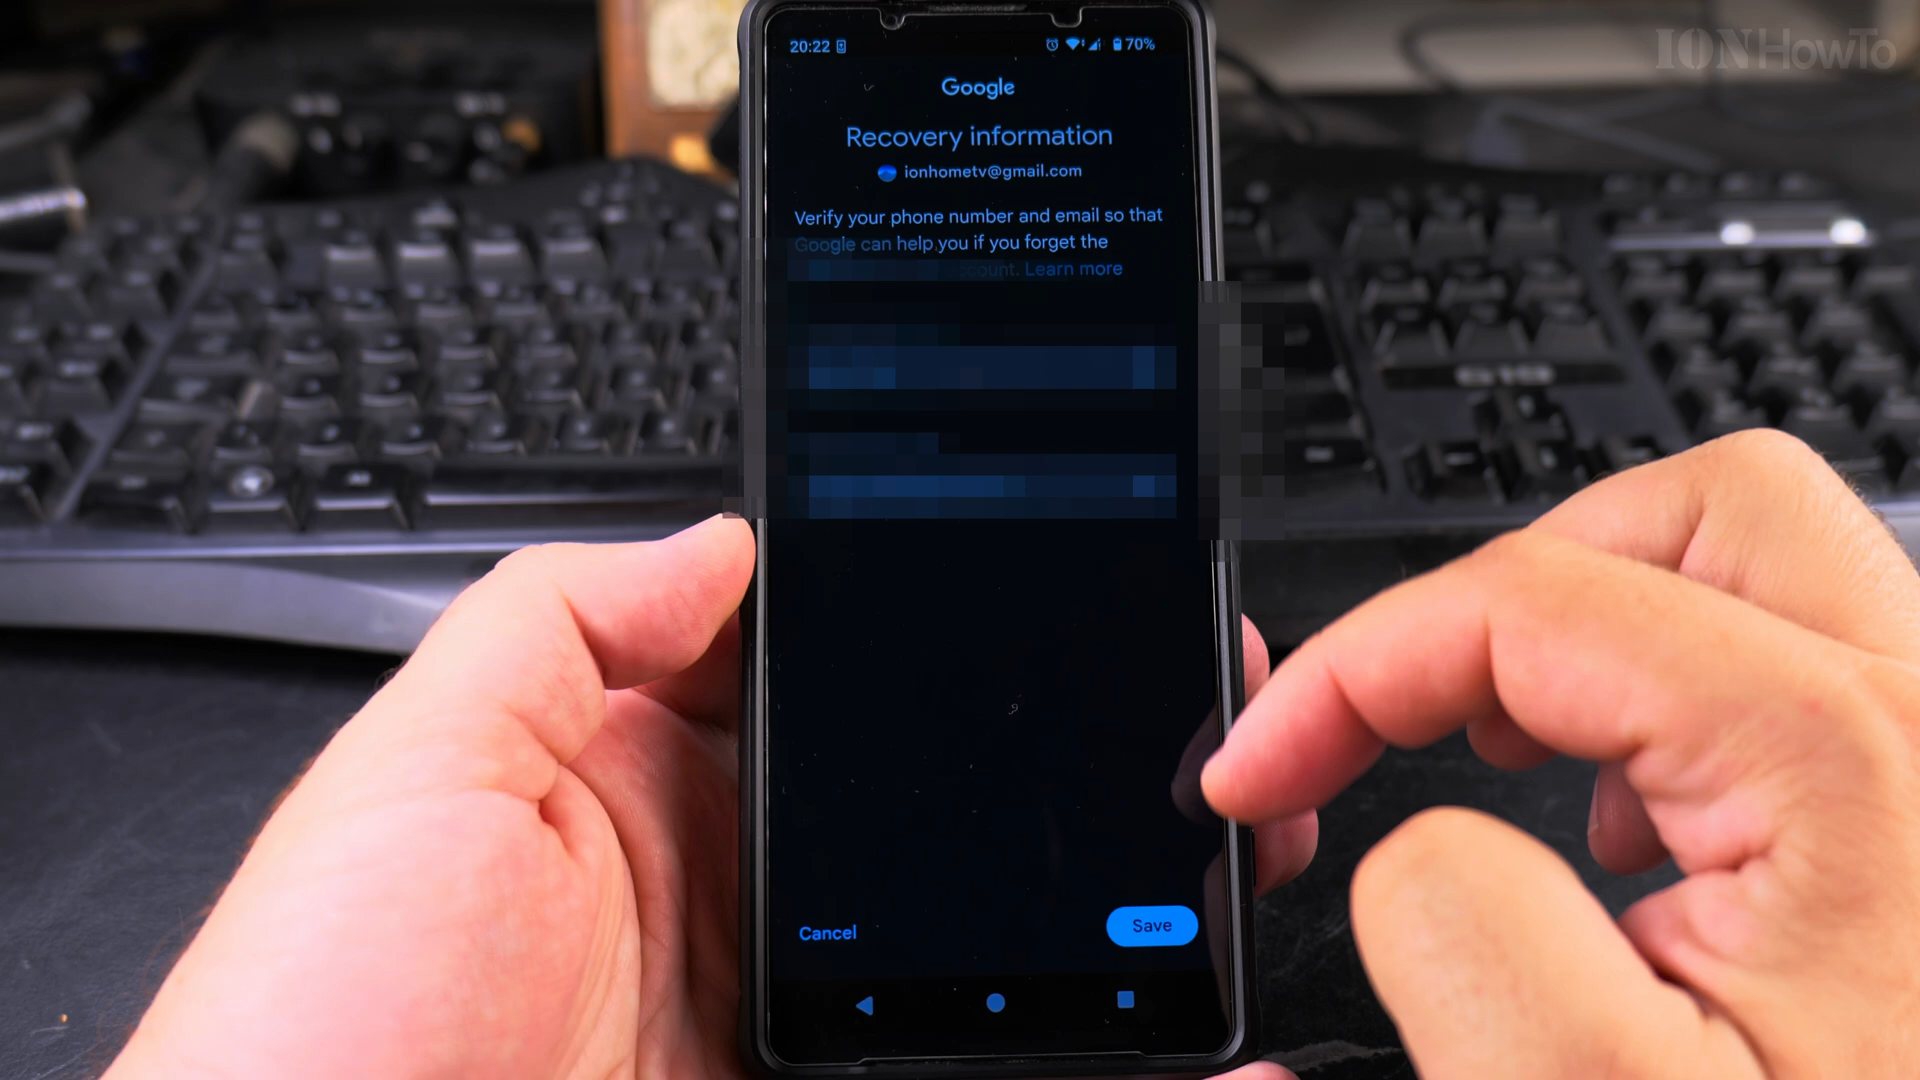 IONHowTo
20:22
70%
Google
Recovery information
ionhometv@gmail.com
Verify your phone number and email so that
Google can help you if you forget the
Learn more
Cancel
Save